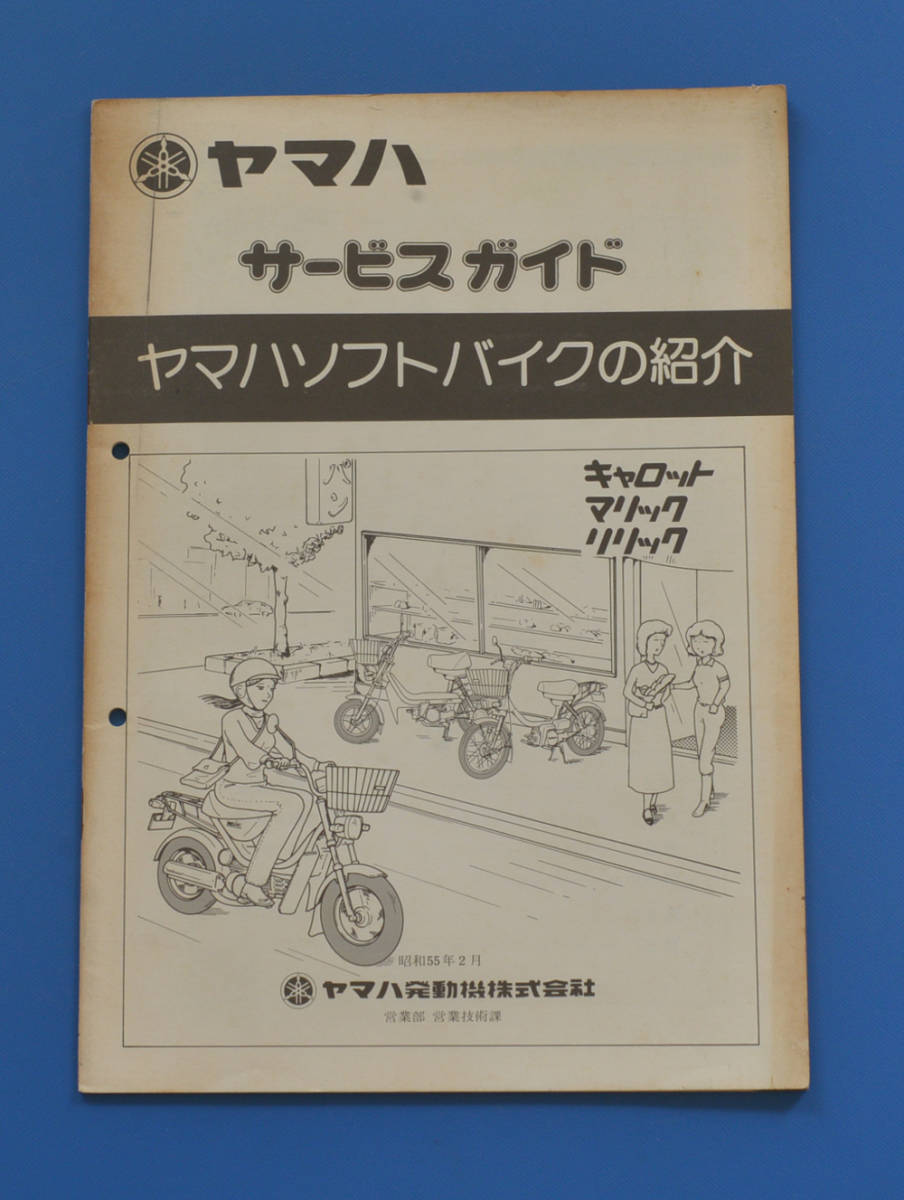 ヤマハ
サービスガイド
ヤマハソフトバイクの紹介
キャロット
マリック
リリック
パン
昭和55年2月
ヤマハ発動機株式会社
営業部 営業技術課